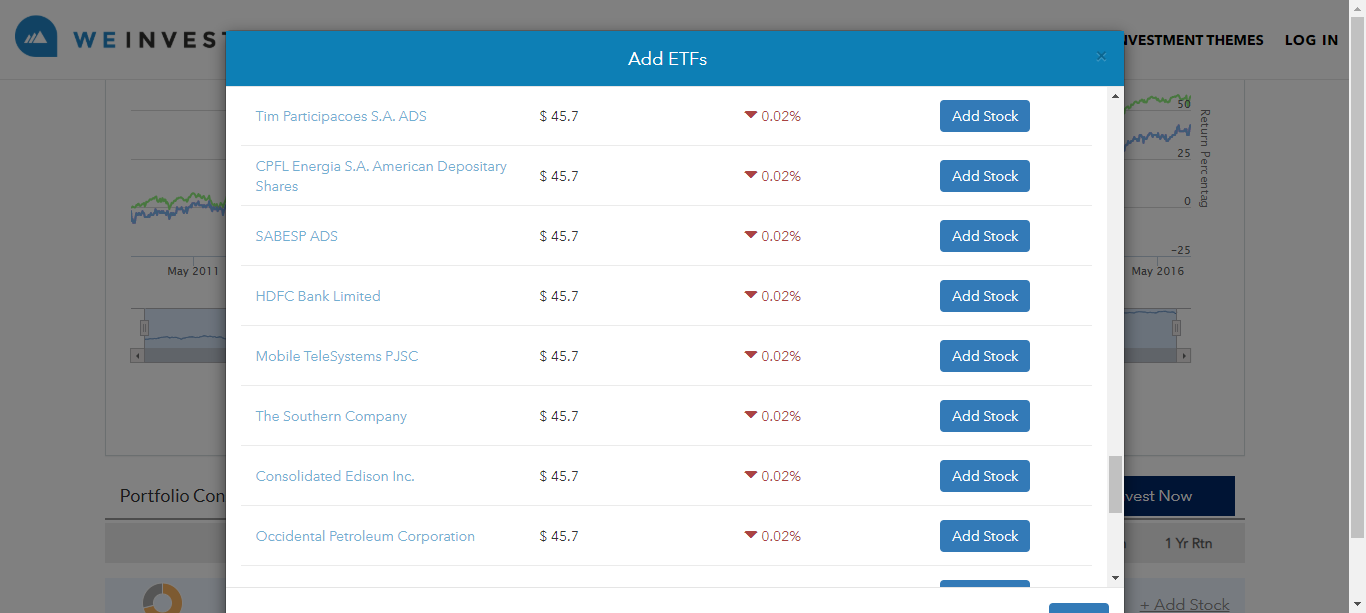 WEINVEST
Add ETFs
×
NVESTMENT THEMES
LOG IN
Tim Participacoes S.A. ADS $ 45.7 0.02% Add Stock
CPFL Energia S.A. American Depositary
Shares $ 45.7 0.02% Add Stock
SABESP ADS $ 45.7 0.02% Add Stock
HDFC Bank Limited $ 45.7 0.02% Add Stock
Mobile TeleSystems PJSC $ 45.7 0.02% Add Stock
The Southern Company $ 45.7 0.02% Add Stock
Consolidated Edison Inc. $ 45.7 0.02% Add Stock
Occidental Petroleum Corporation $ 45.7 0.02% Add Stock
May 2011
50
25
0
-25
Return Percentag
May 2016
Portfolio Con
vest Now
1 Yr Rtn
+ Add Stock